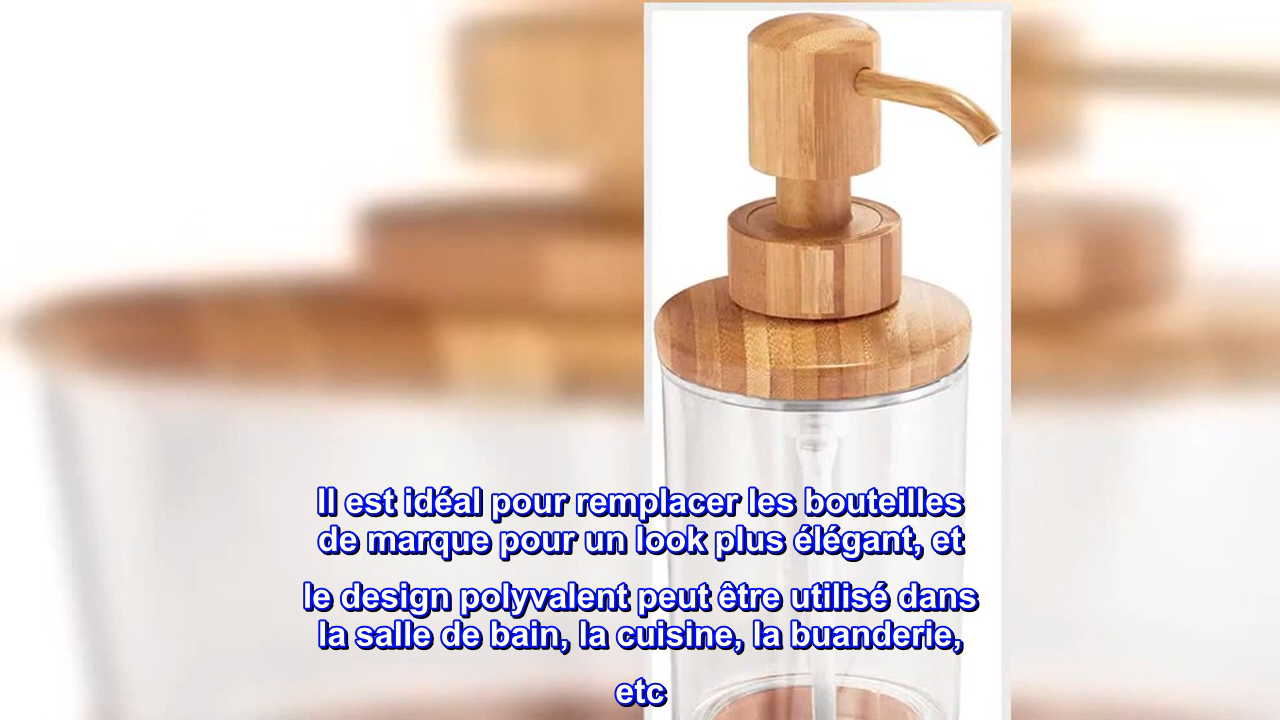 Il est idéal pour remplacer les bouteilles
de marque pour un look plus élégant, et
le design polyvalent peut être utilisé dans
la salle de bain, la cuisine, la buanderie,
etc